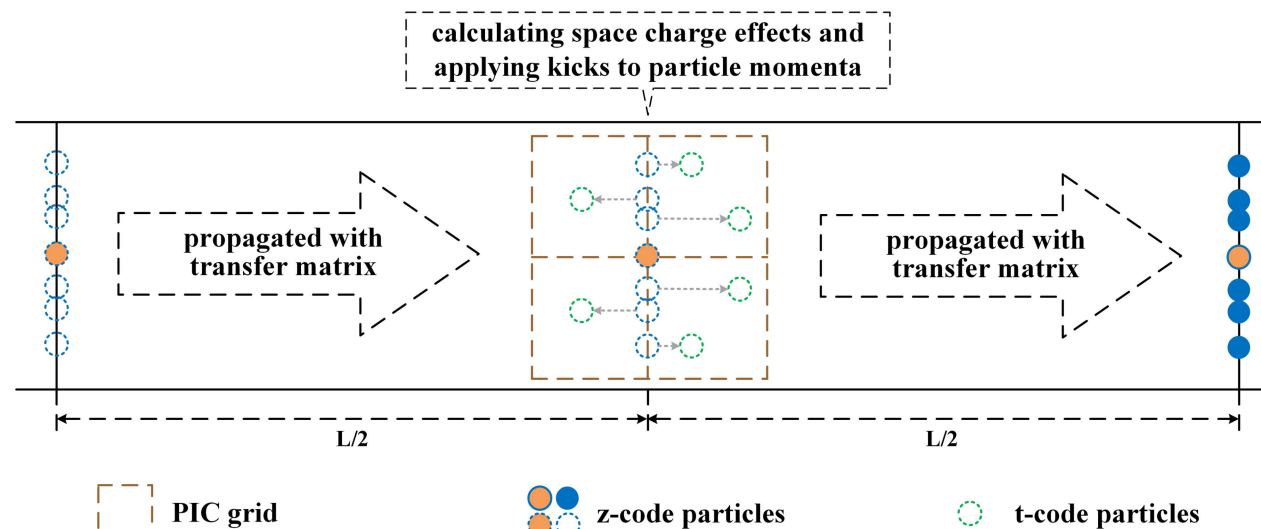 calculating space charge effects and
applying kicks to particle momenta
propagated with
transfer matrix
propagated with
transfer matrix
L/2
L/2
PIC grid
z-code particles
t-code particles